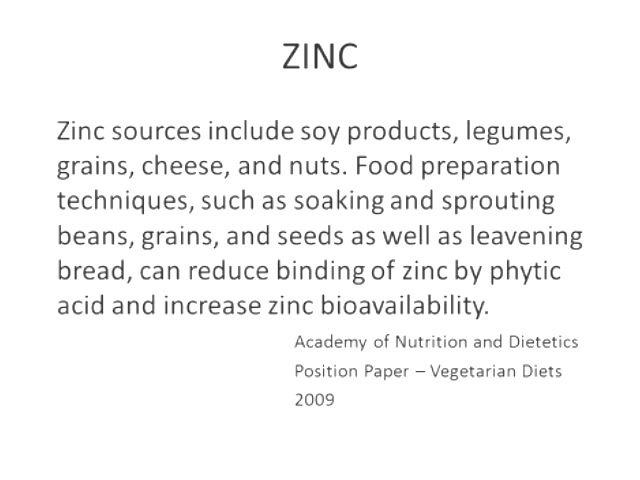 ZINC
Zinc sources include soy products, legumes,
grains, cheese, and nuts. Food preparation
techniques, such as soaking and sprouting
beans, grains, and seeds as well as leavening
bread, can reduce binding of zinc by phytic
acid and increase zinc bioavailability.
Academy of Nutrition and Dietetics
Position Paper – Vegetarian Diets
2009